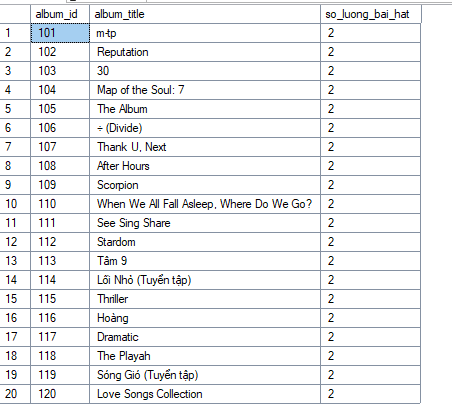 album_id album_title so_luong_bai_hat
1 101 m-tp 2
2 102 Reputation 2
3 103 30 2
4 104 Map of the Soul: 7 2
5 105 The Album 2
6 106 ÷ (Divide) 2
7 107 Thank U, Next 2
8 108 After Hours 2
9 109 Scorpion 2
10 110 When We All Fall Asleep, Where Do We Go? 2
11 111 See Sing Share 2
12 112 Stardom 2
13 113 Tâm 9 2
14 114 Lối Nhỏ (Tuyển tập) 2
15 115 Thriller 2
16 116 Hoàng 2
17 117 Dramatic 2
18 118 The Playah 2
19 119 Sóng Gió (Tuyển tập) 2
20 120 Love Songs Collection 2